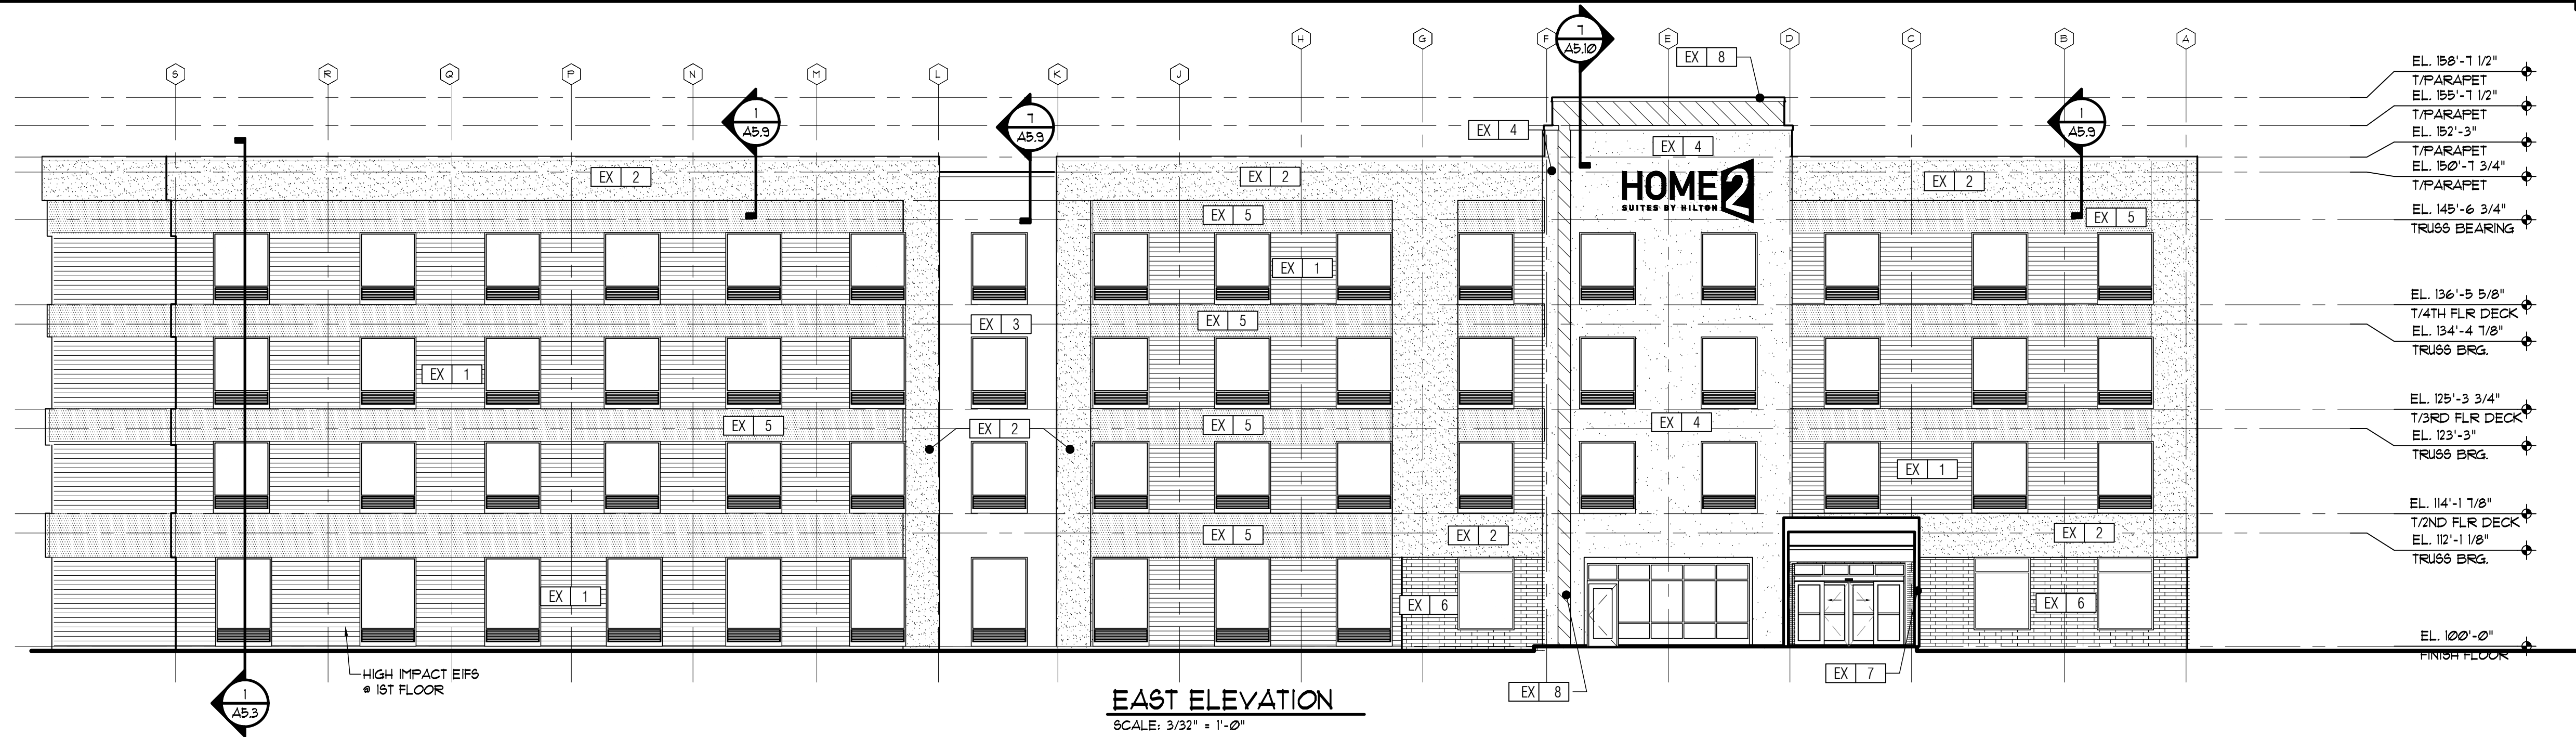 H G F E D C B A
7
A5.10
EX 8
S R Q P N M L K J
EL. 158'-7 1/2"
T/PARAPET
EL. 155'-7 1/2"
T/PARAPET
EL. 152'-3"
T/PARAPET
EL. 150'-7 3/4"
T/PARAPET
EL. 145'-6 3/4"
TRUSS BEARING
EL. 136'-5 5/8"
T/4TH FLR DECK
EL. 134'-4 7/8"
TRUSS BRG.
EL. 125'-3 3/4"
T/3RD FLR DECK
EL. 123'-3"
TRUSS BRG.
EL. 114'-1 7/8"
T/2ND FLR DECK
EL. 112'-1 1/8"
TRUSS BRG.
EL. 100'-0"
FINISH FLOOR
1
A5.9
7
A5.9
1
A5.9
EX 4
EX 4
EX 2
EX 2
EX 2
HOME2
SUITES BY HILTON
EX 5
EX 5
EX 1
EX 3
EX 5
EX 1
EX 5
EX 2
EX 5
EX 4
EX 1
EX 5
EX 2
EX 2
EX 1
EX 6
EX 6
HIGH IMPACT EIFS
@ 1ST FLOOR
EX 8
EX 7
1
A5.3
EAST ELEVATION
SCALE: 3/32" = 1'-0"